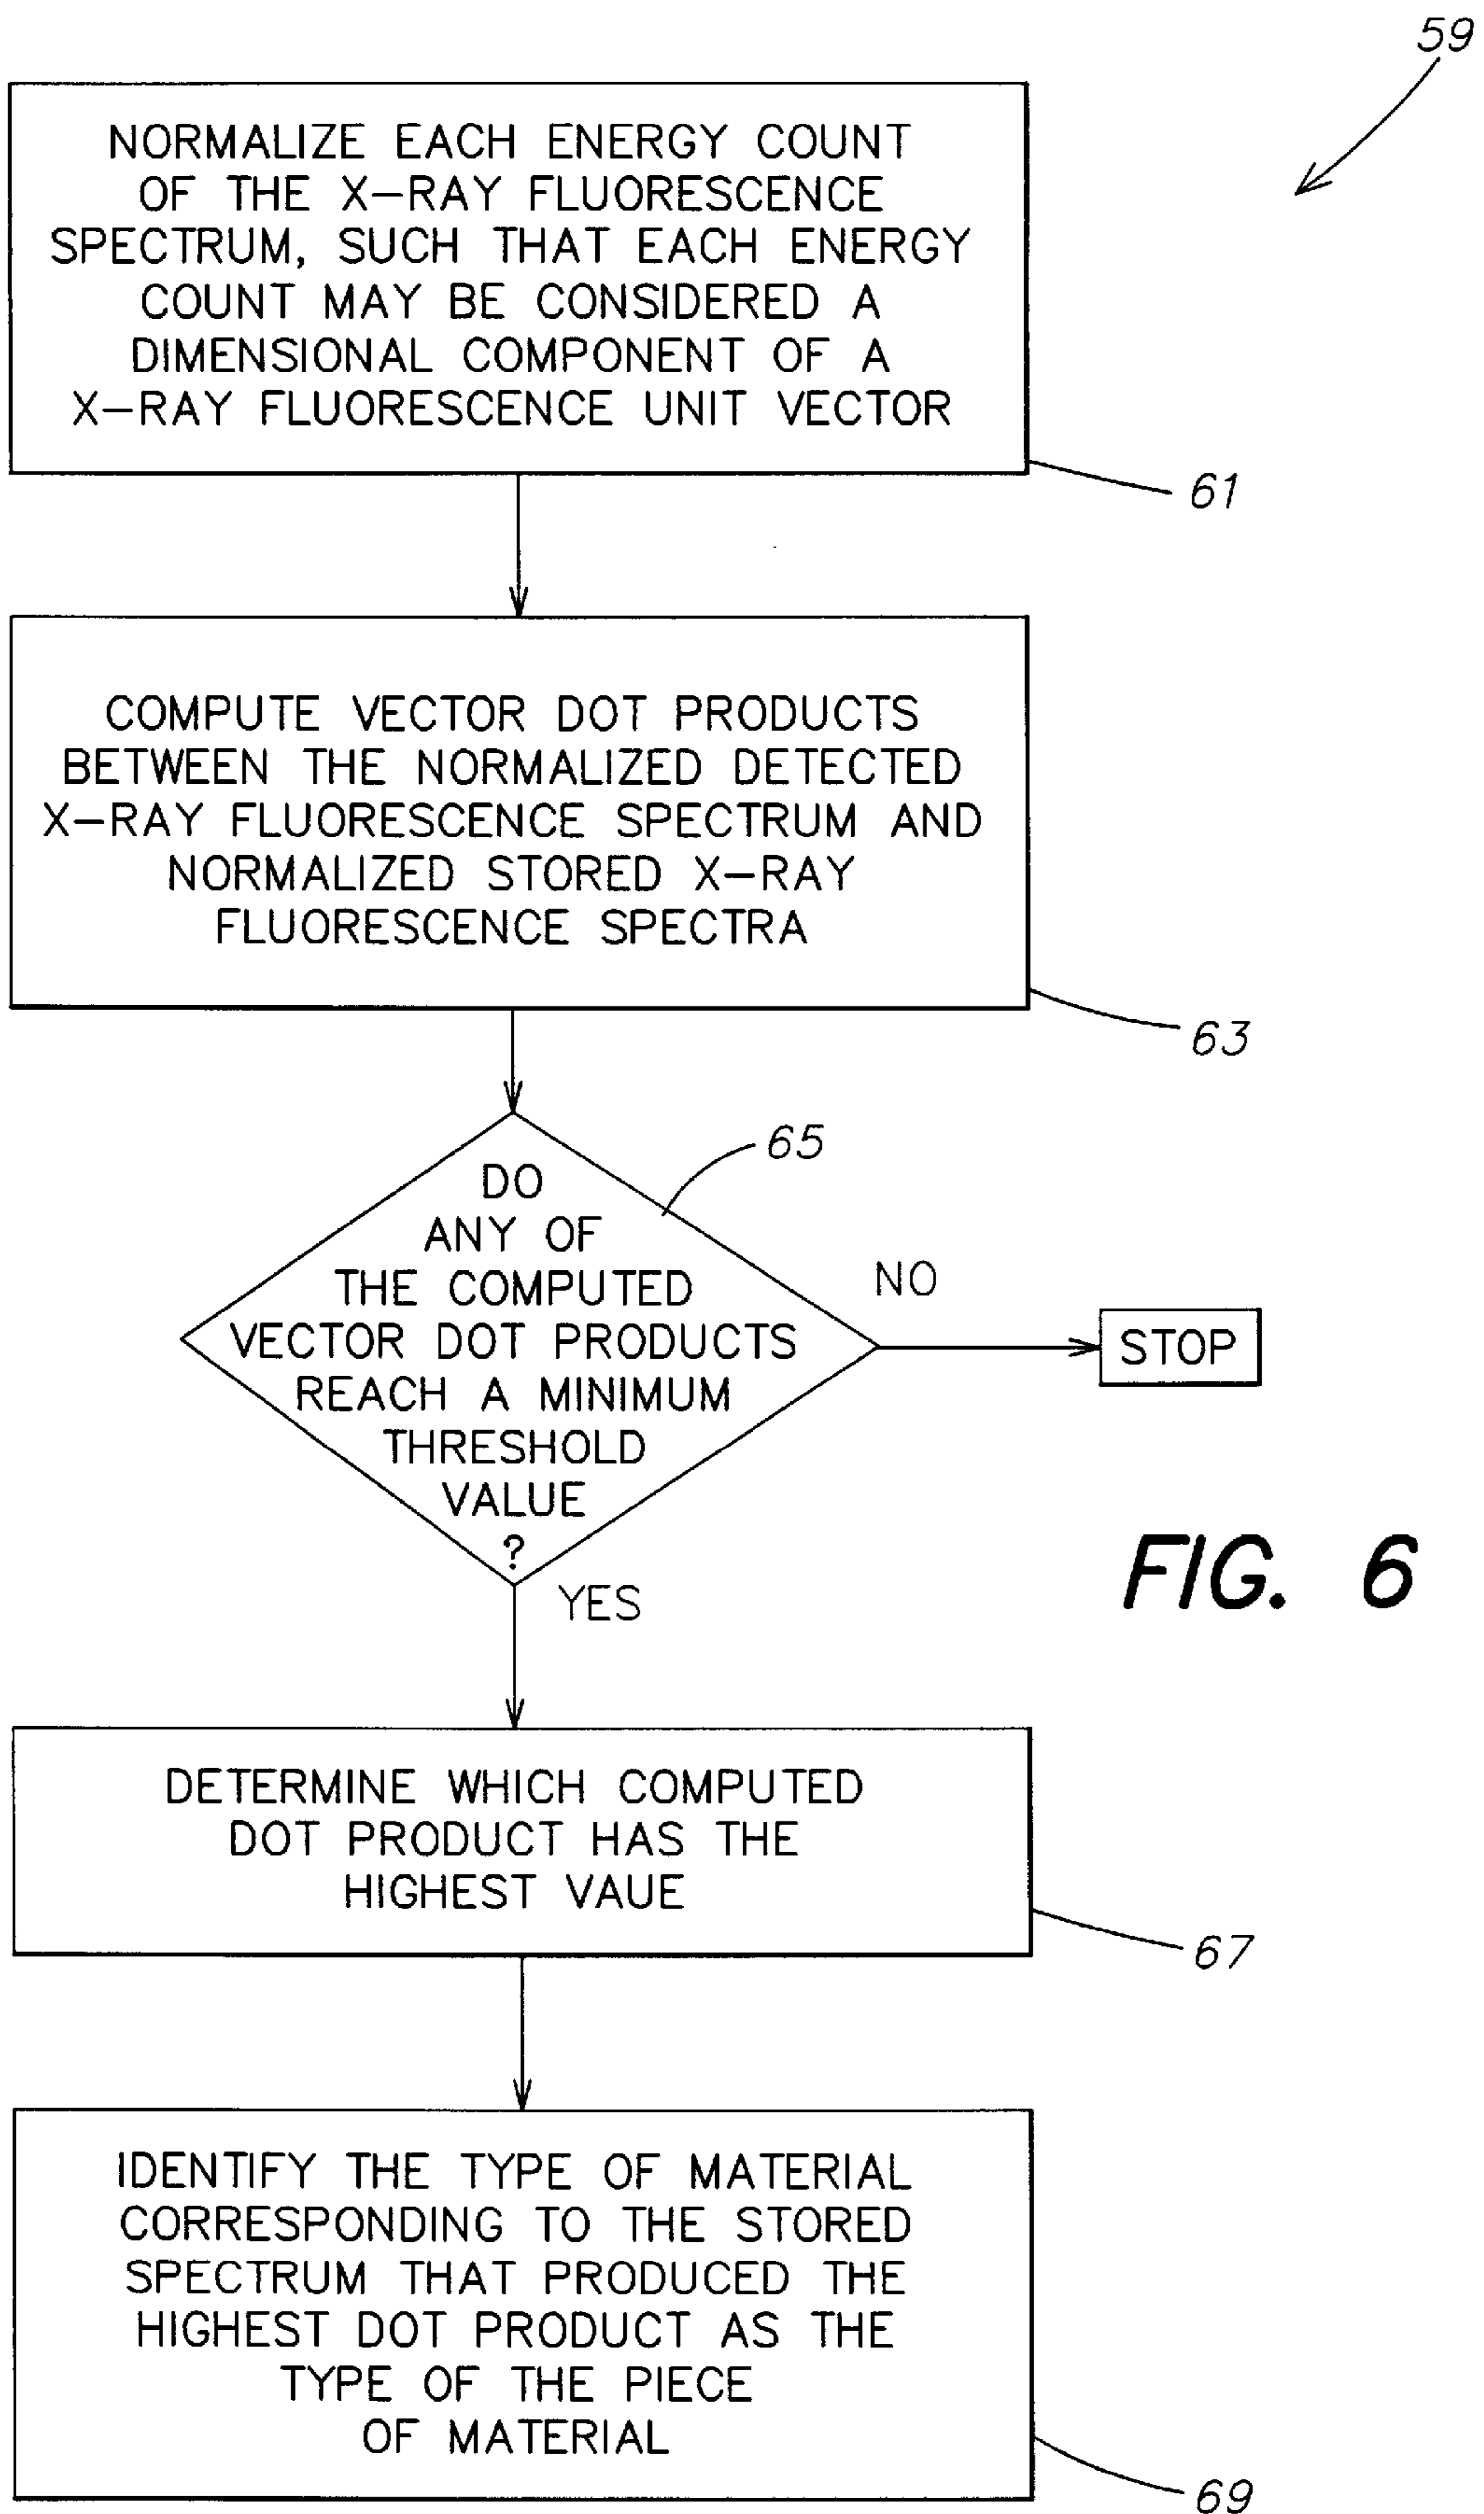 59
NORMALIZE EACH ENERGY COUNT
OF THE X-RAY FLUORESCENCE
SPECTRUM, SUCH THAT EACH ENERGY
COUNT MAY BE CONSIDERED A
DIMENSIONAL COMPONENT OF A
X-RAY FLUORESCENCE UNIT VECTOR
61
COMPUTE VECTOR DOT PRODUCTS
BETWEEN THE NORMALIZED DETECTED
X-RAY FLUORESCENCE SPECTRUM AND
NORMALIZED STORED X-RAY
FLUORESCENCE SPECTRA
63
65
DO
ANY OF
THE COMPUTED
VECTOR DOT PRODUCTS
REACH A MINIMUM
THRESHOLD
VALUE
?
NO
STOP
YES
FIG. 6
DETERMINE WHICH COMPUTED
DOT PRODUCT HAS THE
HIGHEST VAUE
67
IDENTIFY THE TYPE OF MATERIAL
CORRESPONDING TO THE STORED
SPECTRUM THAT PRODUCED THE
HIGHEST DOT PRODUCT AS THE
TYPE OF THE PIECE
OF MATERIAL
69